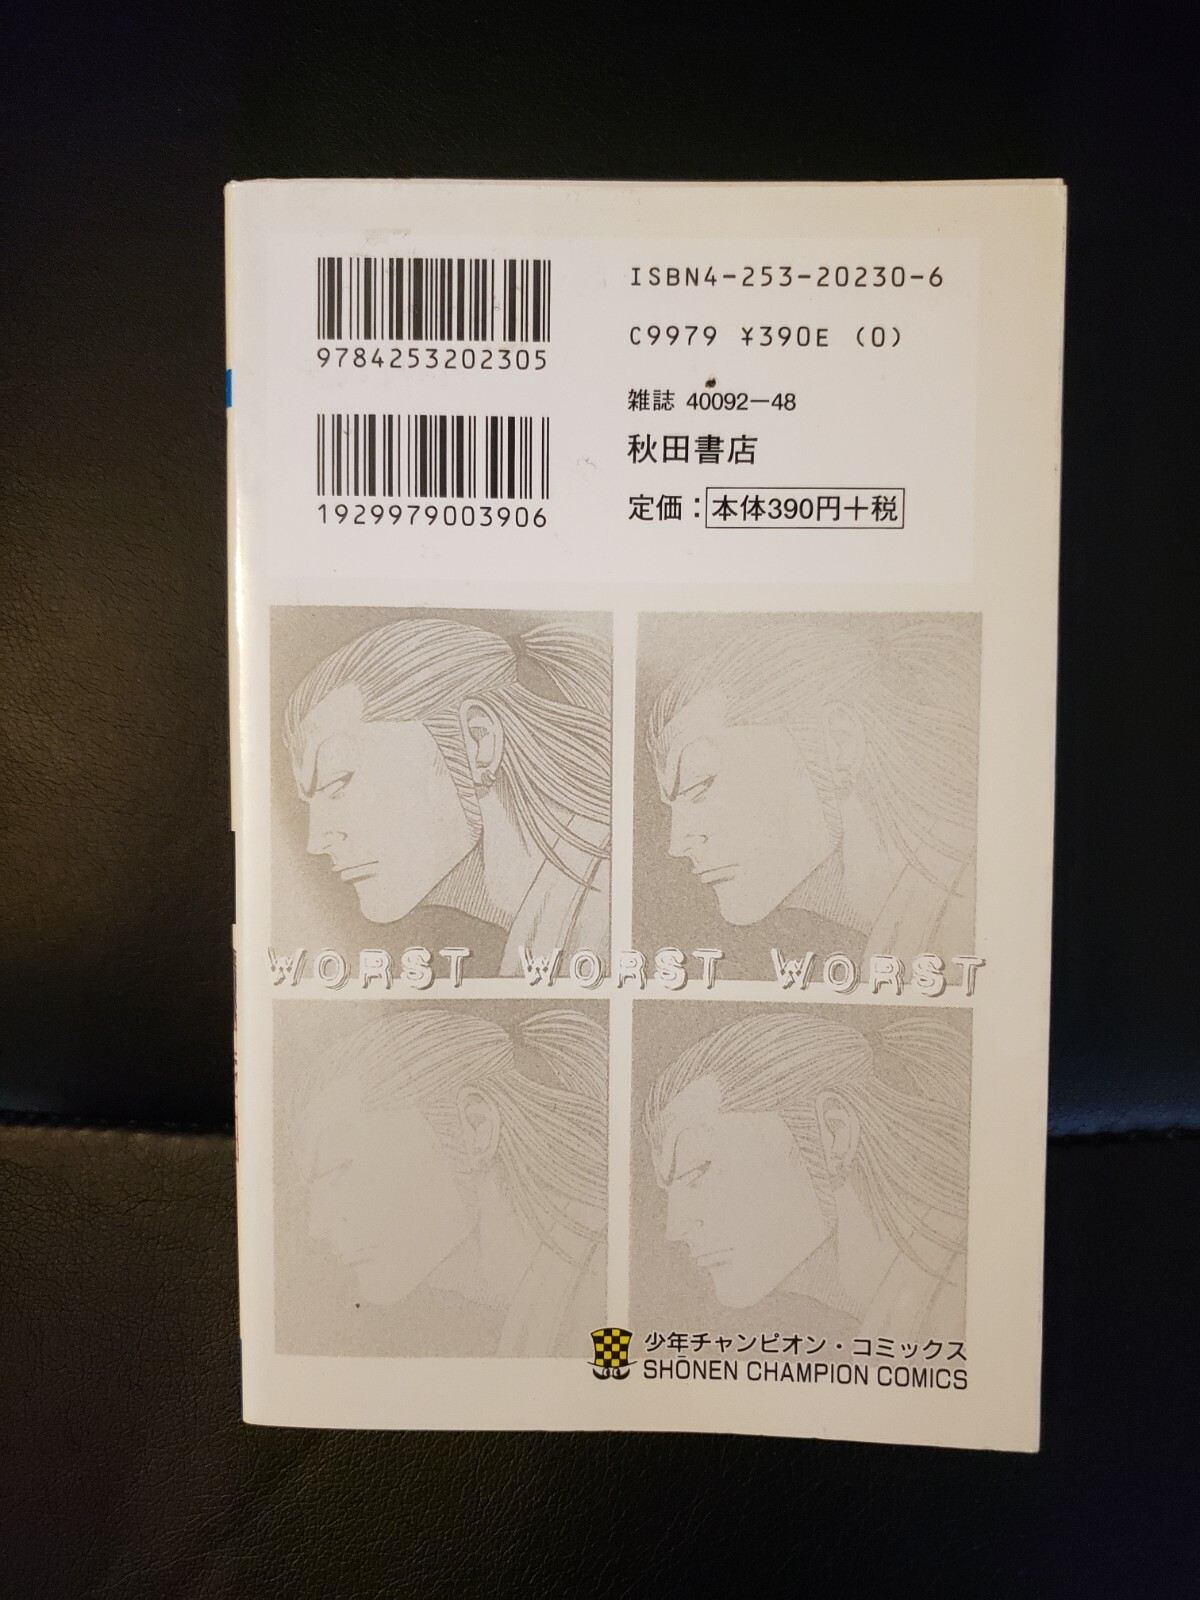 9784253202305
1929979003906
ISBN4-253-20230-6
C9979 ¥390E (0)
雑誌 40092-48
秋田書店
定価:本体390円+税
WORST WORST WORST
少年チャンピオン・コミックス
SHŌNEN CHAMPION COMICS